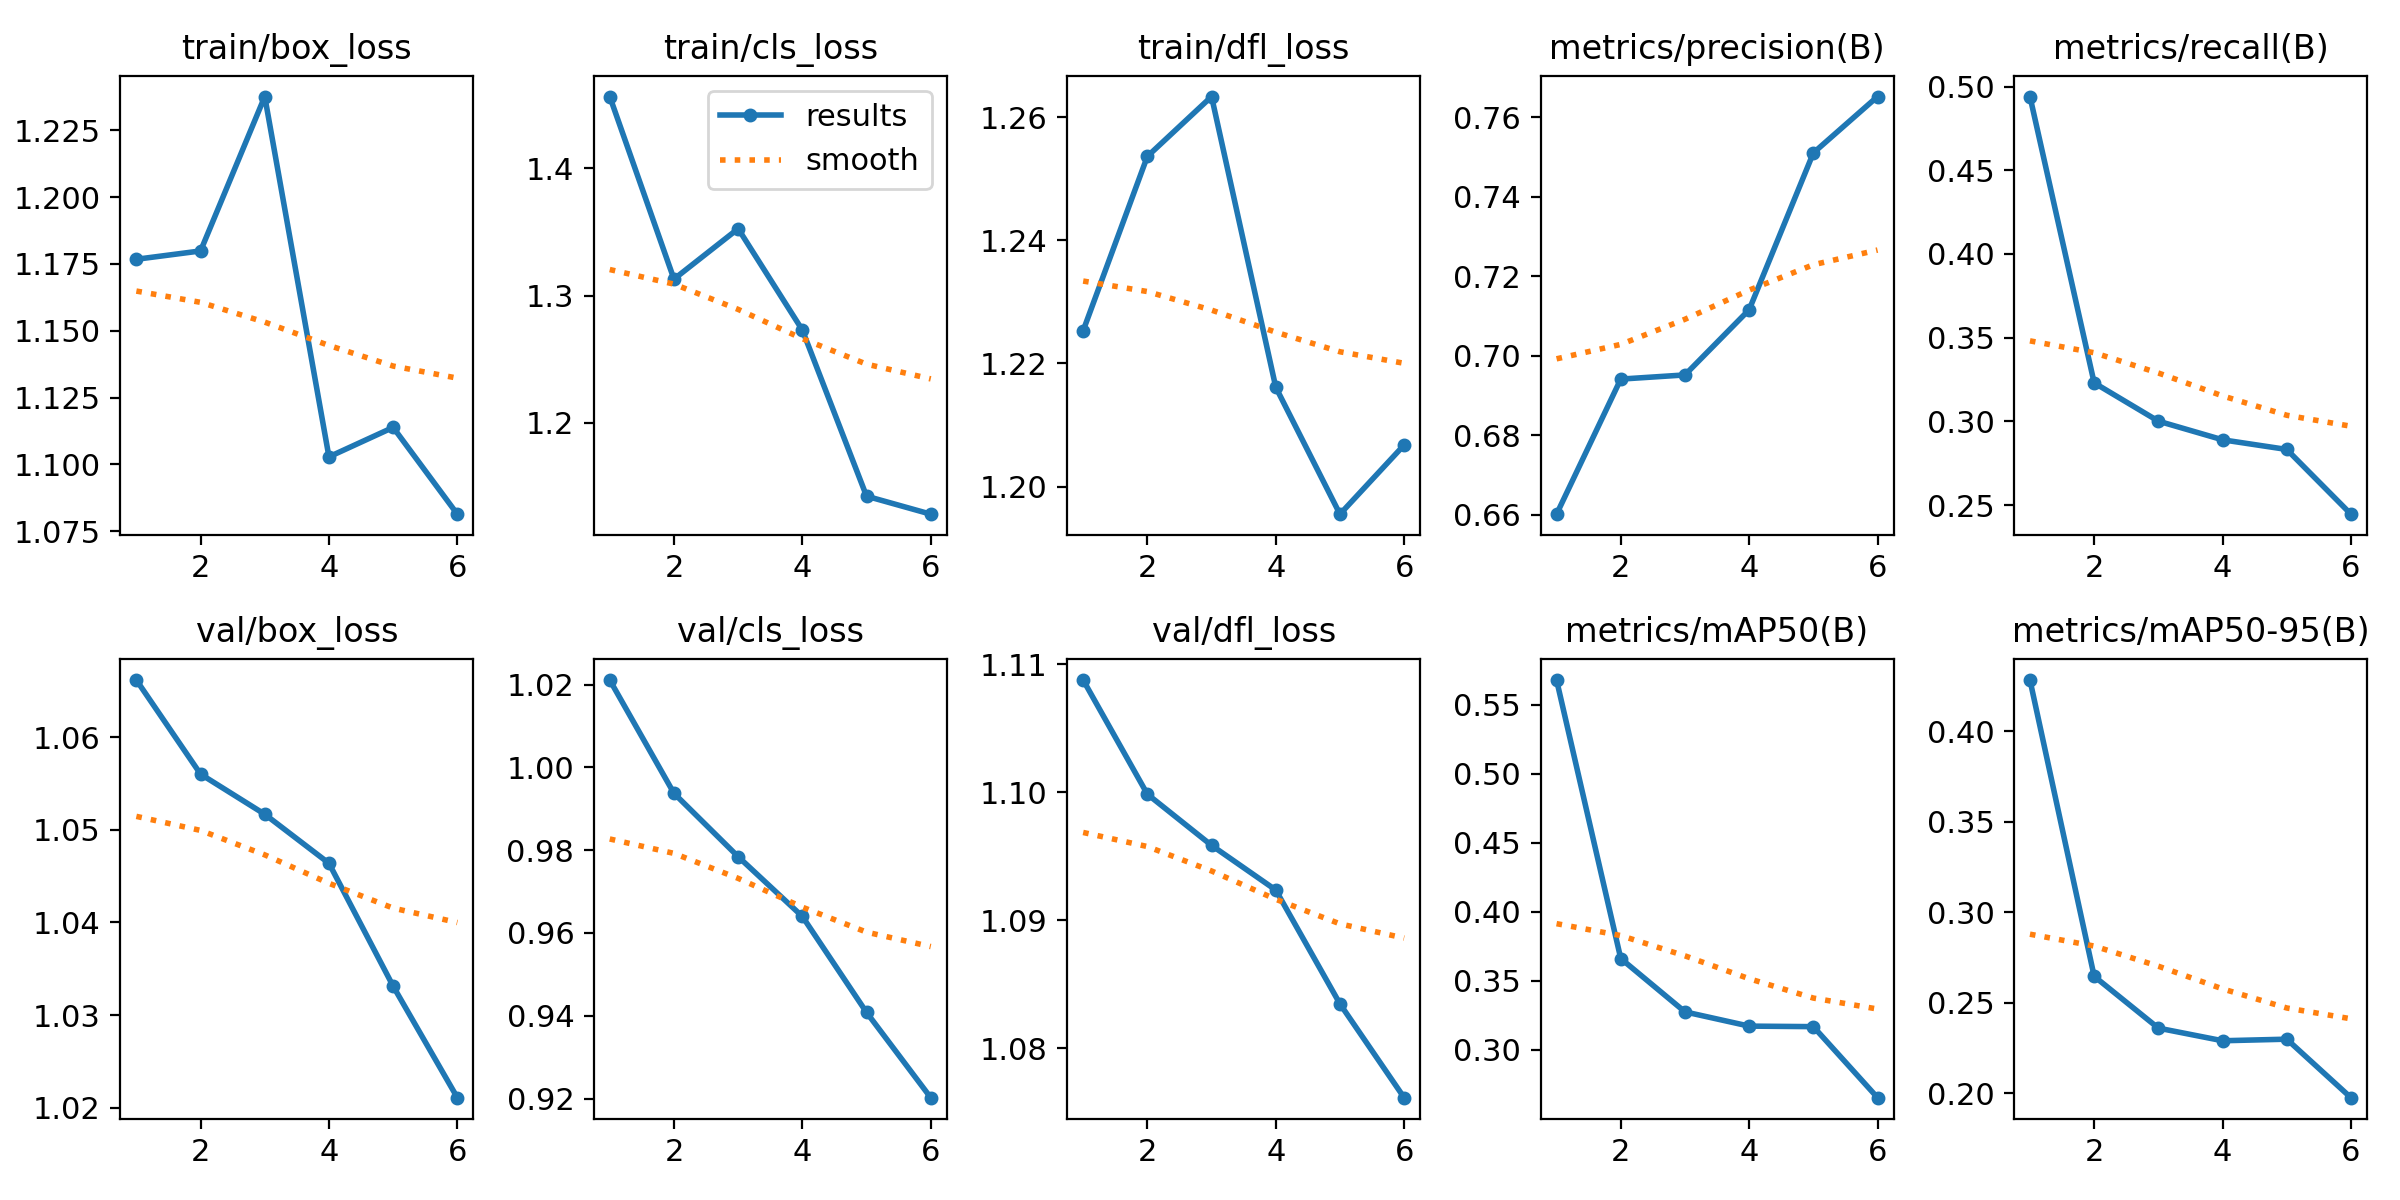 train/box_loss
1.225
1.200
1.175
1.150
1.125
1.100
1.075
2 4 6
train/cls_loss
results
smooth
1.4
1.3
1.2
2 4 6
train/dfl_loss
1.26
1.24
1.22
1.20
2 4 6
metrics/precision(B)
0.76
0.74
0.72
0.70
0.68
0.66
2 4 6
metrics/recall(B)
0.50
0.45
0.40
0.35
0.30
0.25
2 4 6
val/box_loss
1.06
1.05
1.04
1.03
1.02
2 4 6
val/cls_loss
1.02
1.00
0.98
0.96
0.94
0.92
2 4 6
val/dfl_loss
1.11
1.10
1.09
1.08
2 4 6
metrics/mAP50(B)
0.55
0.50
0.45
0.40
0.35
0.30
2 4 6
metrics/mAP50-95(B)
0.40
0.35
0.30
0.25
0.20
2 4 6